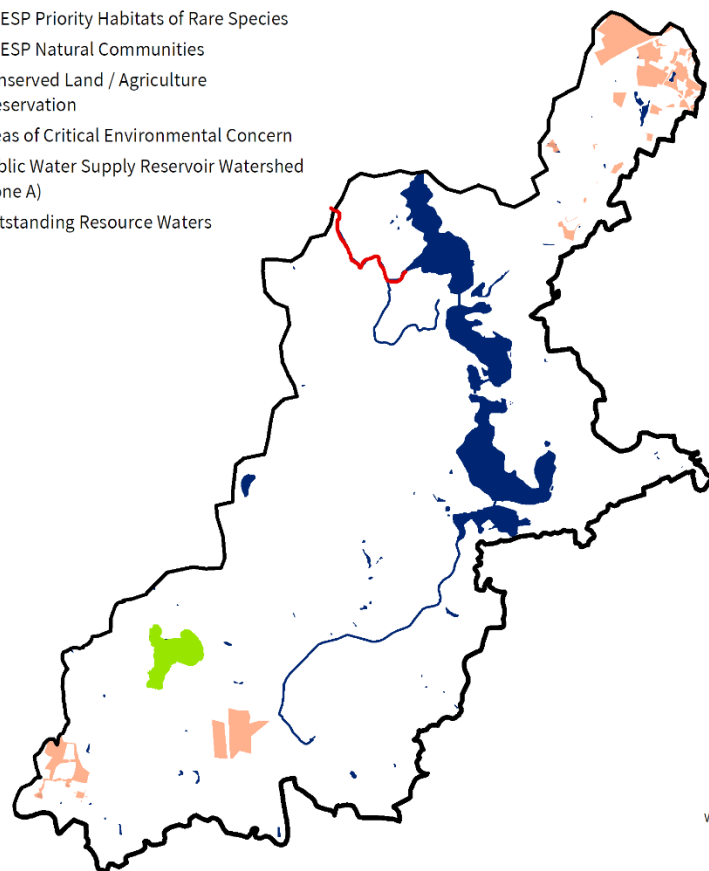 ESP Priority Habitats of Rare Species
ESP Natural Communities
nserved Land / Agriculture
eservation
eas of Critical Environmental Concern
blic Water Supply Reservoir Watershed
one A)
tstanding Resource Waters